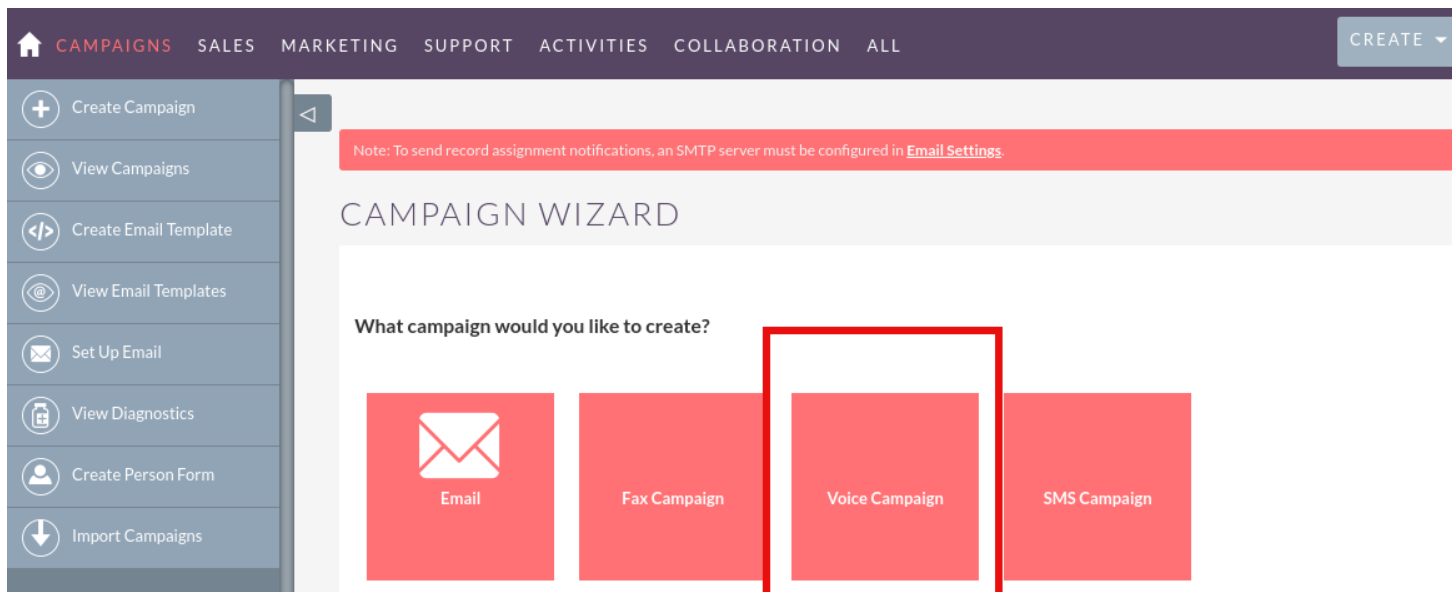 CAMPAIGNS SALES MARKETING SUPPORT ACTIVITIES COLLABORATION ALL CREATE
Create Campaign
View Campaigns
Create Email Template
View Email Templates
Set Up Email
View Diagnostics
Create Person Form
Import Campaigns
Note: To send record assignment notifications, an SMTP server must be configured in Email Settings.
CAMPAIGN WIZARD
What campaign would you like to create?
Email Fax Campaign Voice Campaign SMS Campaign